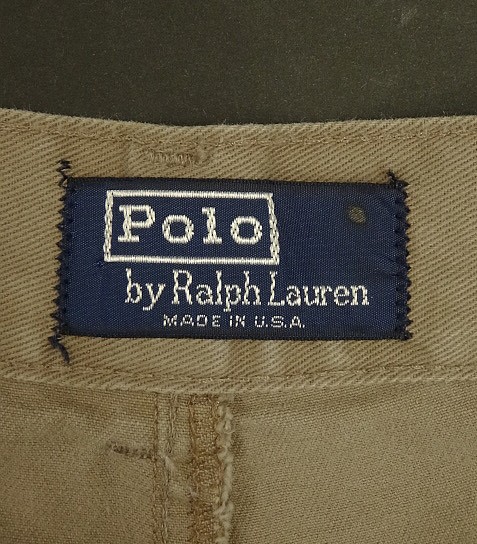 Polo
by Ralph Lauren
MADE IN U.S.A.